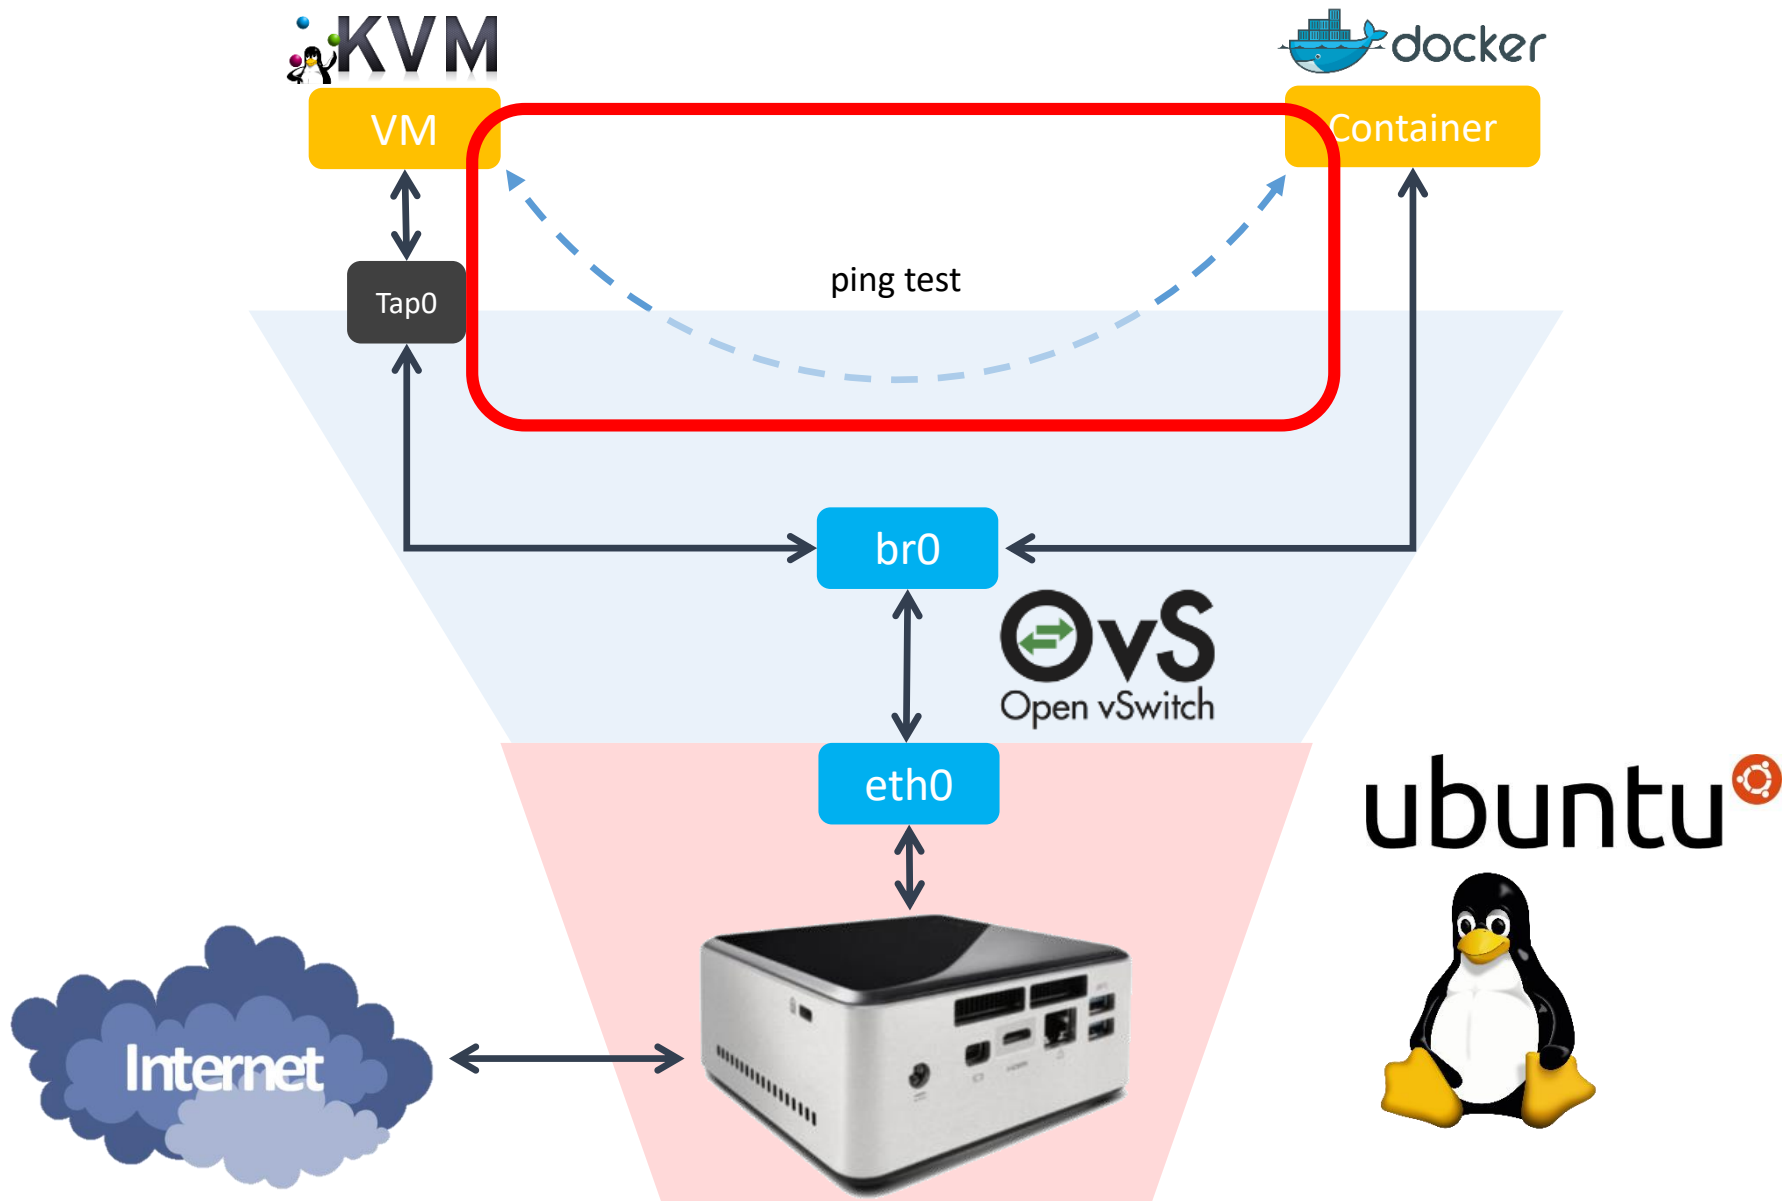 KVM
docker
VM
Container
ping test
Tap0
br0
OvS
Open vSwitch
eth0
ubuntu
Internet